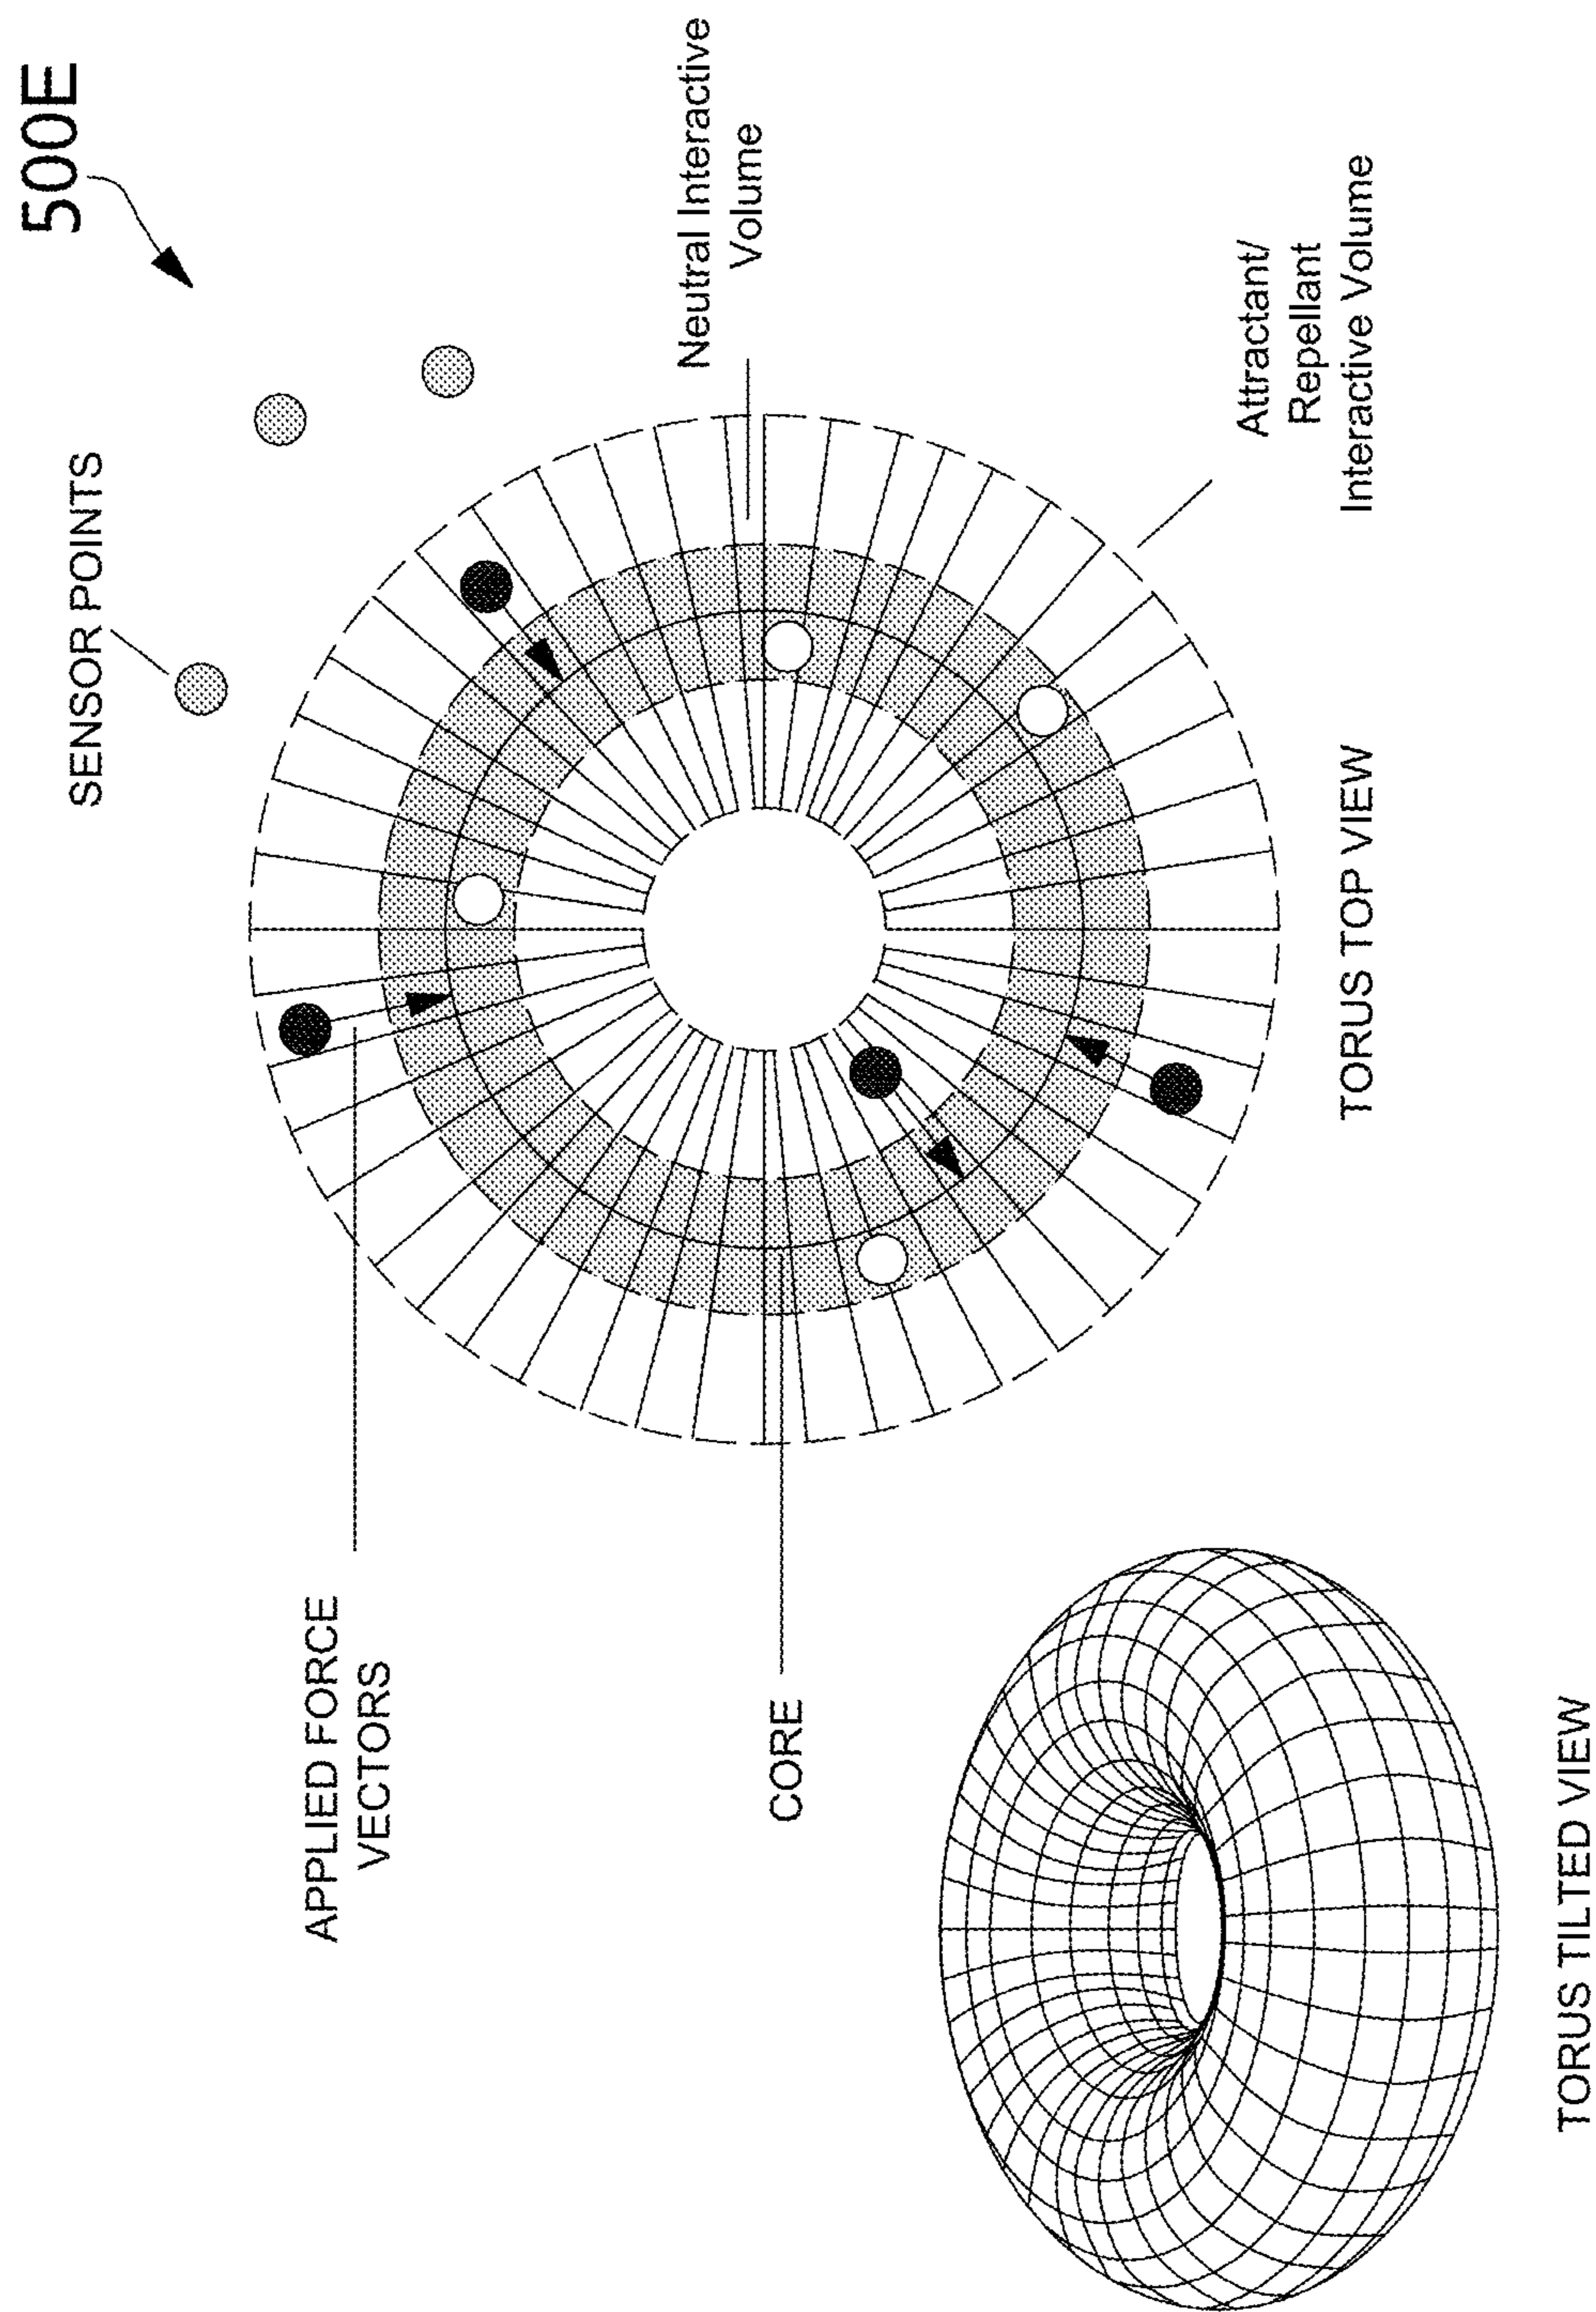 500E
SENSOR POINTS
APPLIED FORCE
VECTORS
Neutral Interactive
Volume
CORE
Attractant/
Repellant
Interactive Volume
TORUS TOP VIEW
TORUS TILTED VIEW